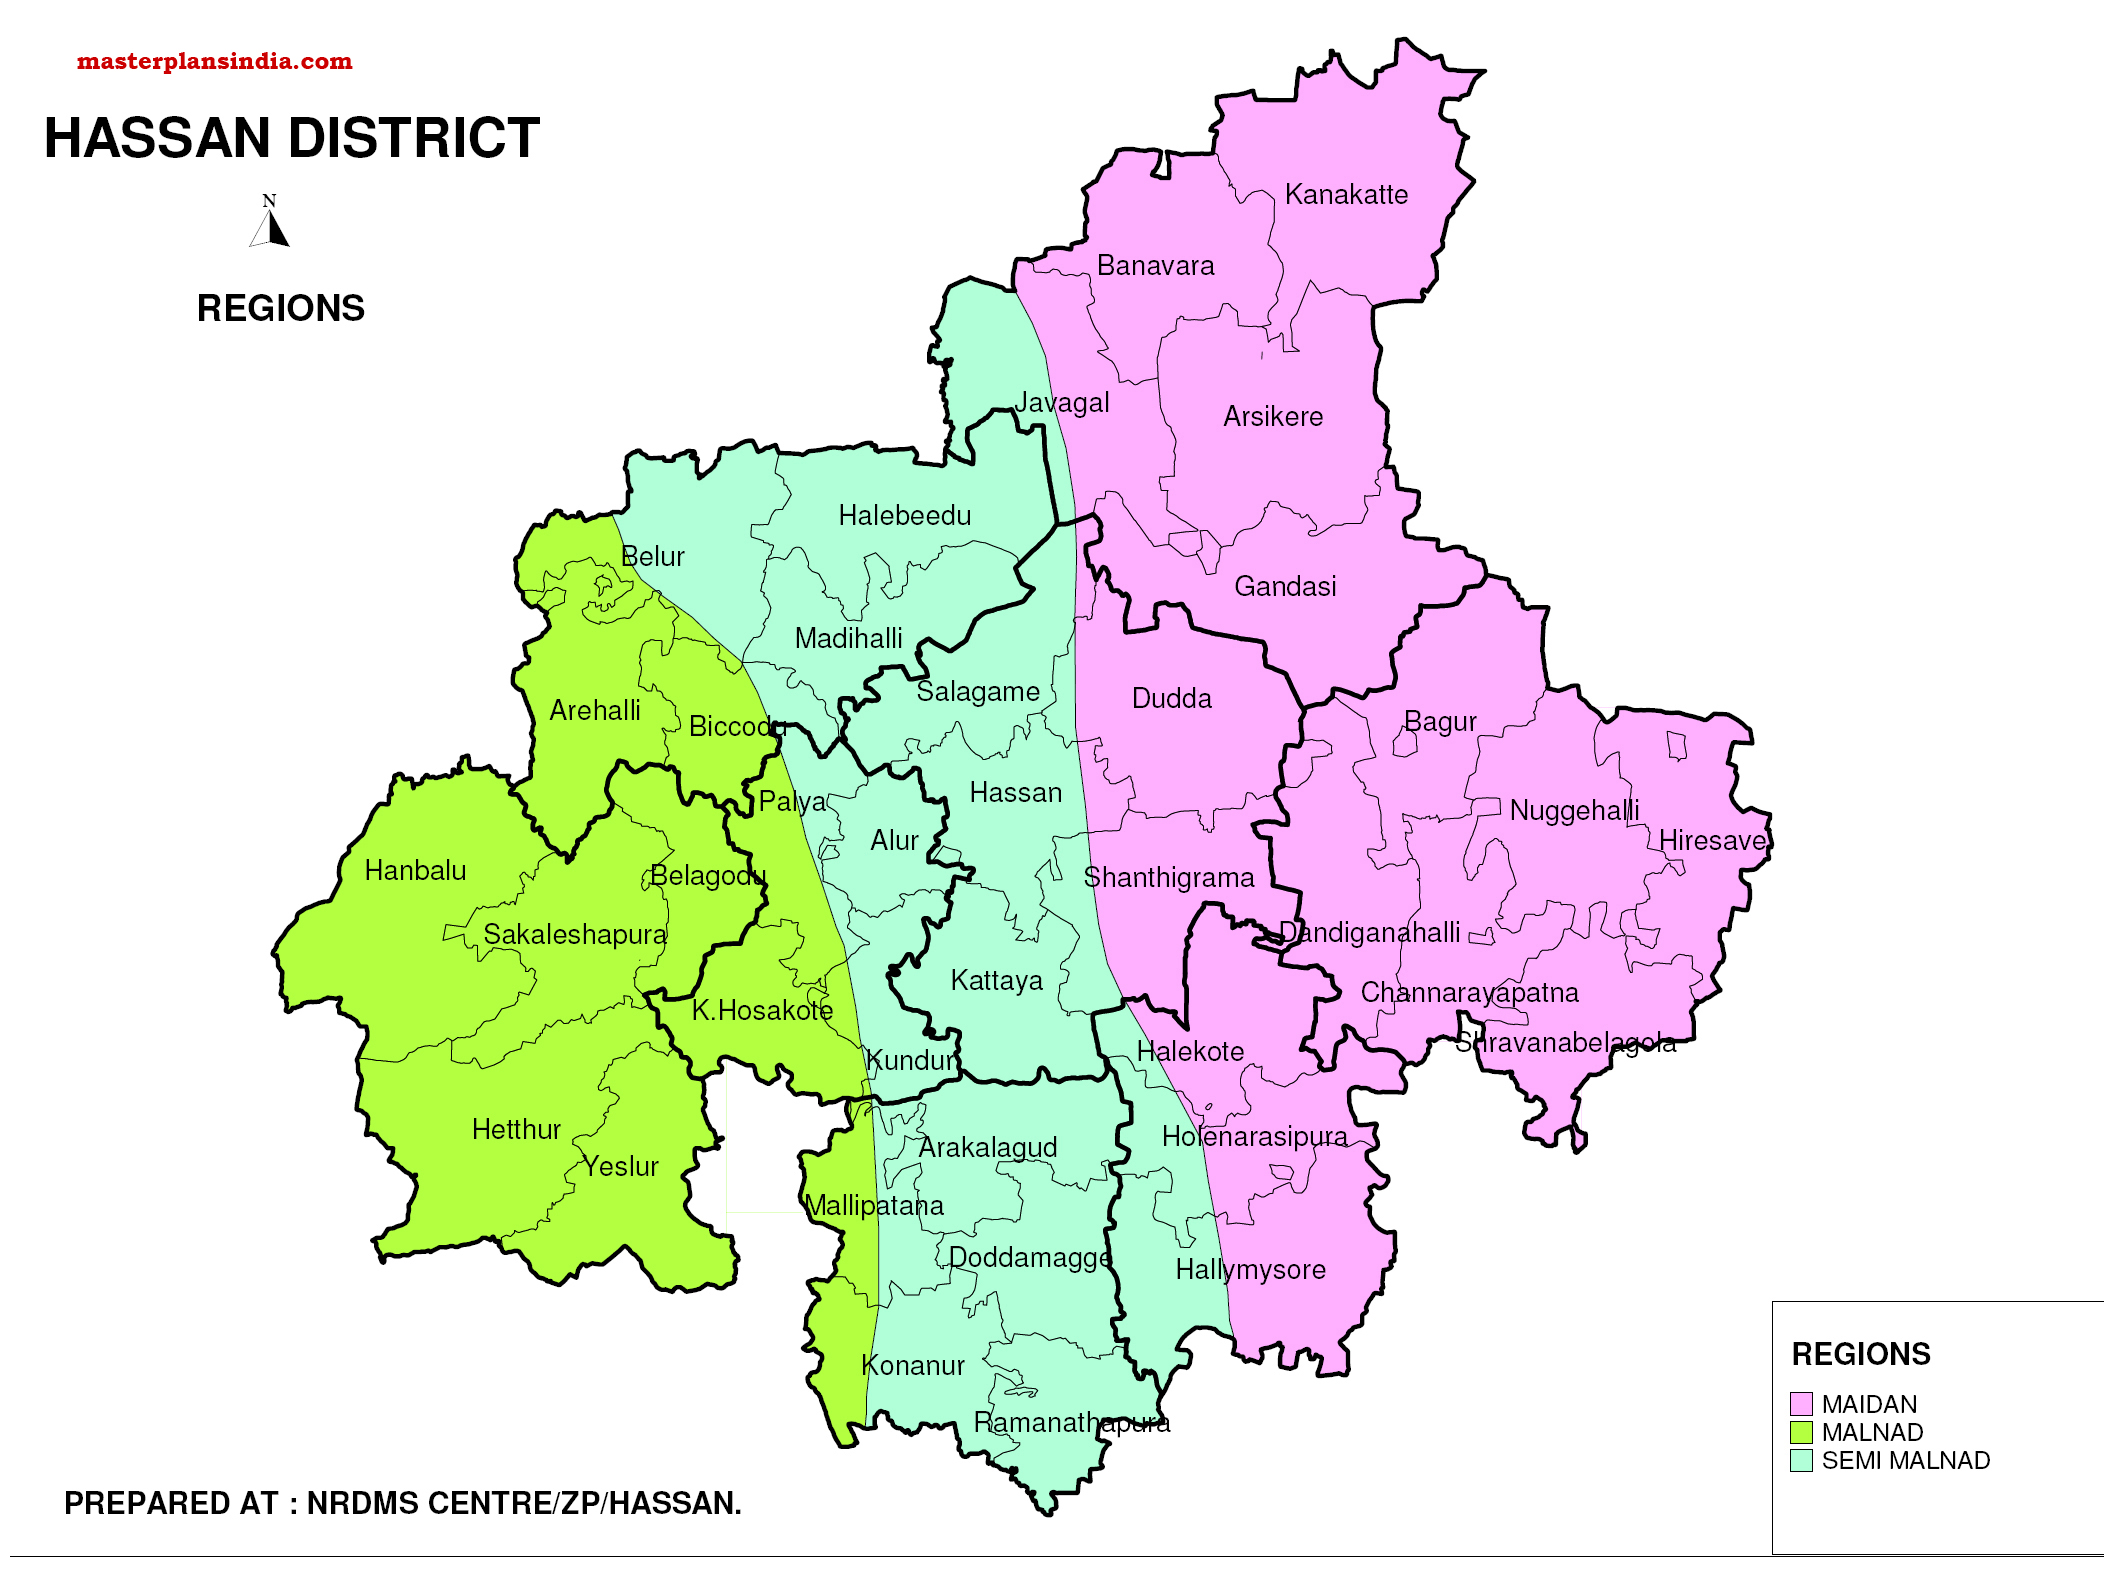 masterplansindia.com
HASSAN DISTRICT
N
REGIONS
Kanakatte
Banavara
Javagal
Arsikere
Halebeedu
Belur
Gandasi
Madihalli
Salagame
Dudda
Arehalli
Biccodu
Bagur
Hassan
Palya
Nuggehalli
Alur
Hiresave
Hanbalu
Belagodu
Shanthigrama
Sakaleshapura
Dandiganahalli
Kattaya
Channarayapatna
K.Hosakote
Shravanabelagola
Halekote
Kundur
Hetthur
Holenarasipura
Arakalagud
Yeslur
Mallipatana
Doddamagge
Hallymysore
Konanur
Ramanathapura
REGIONS
MAIDAN
MALNAD
SEMI MALNAD
PREPARED AT : NRDMS CENTRE/ZP/HASSAN.